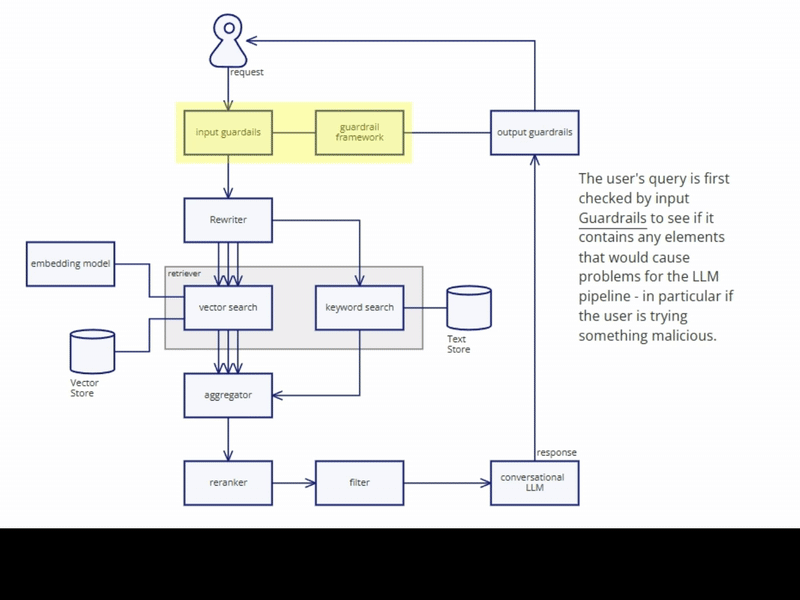 request
input guardails
guardrail
framework
output guardrails
The user's query is first
checked by input
Guardrails to see if it
contains any elements
that would cause
problems for the LLM
pipeline - in particular if
the user is trying
something malicious.
Rewriter
embedding model
retriever
vector search
keyword search
Text
Store
Vector
Store
aggregator
response
reranker
filter
conversational
LLM